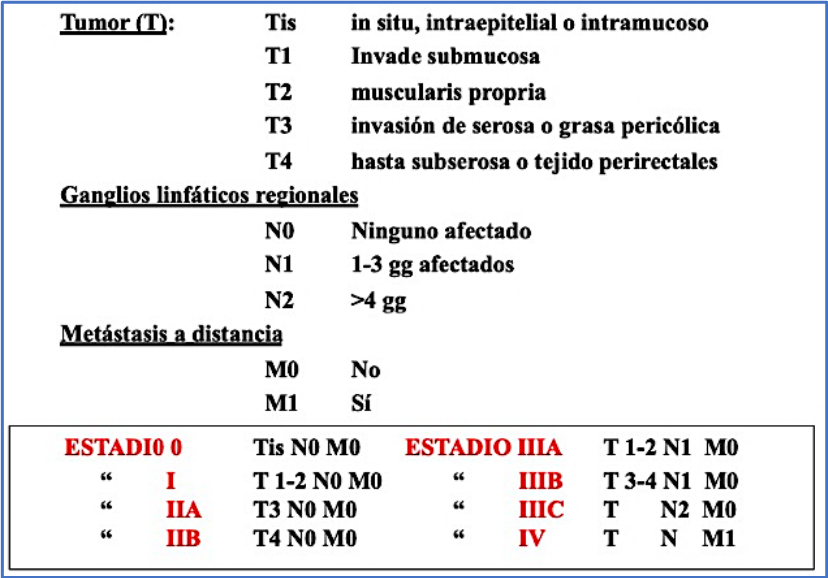 Tumor (T): Tis in situ, intraepitelial o intramucoso
T1 Invade submucosa
T2 muscularis propria
T3 invasión de serosa o grasa pericólica
T4 hasta subserosa o tejido perirectales
Ganglios linfáticos regionales
N0 Ninguno afectado
N1 1-3 gg afectados
N2 >4 gg
Metástasis a distancia
M0 No
M1 Sí
ESTADI0 0 Tis N0 M0 ESTADIO IIIA T 1-2 N1 M0
“ I T 1-2 N0 M0 “ IIIB T 3-4 N1 M0
“ IIA T3 N0 M0 “ IIIC T N2 M0
“ IIB T4 N0 M0 “ IV T N M1